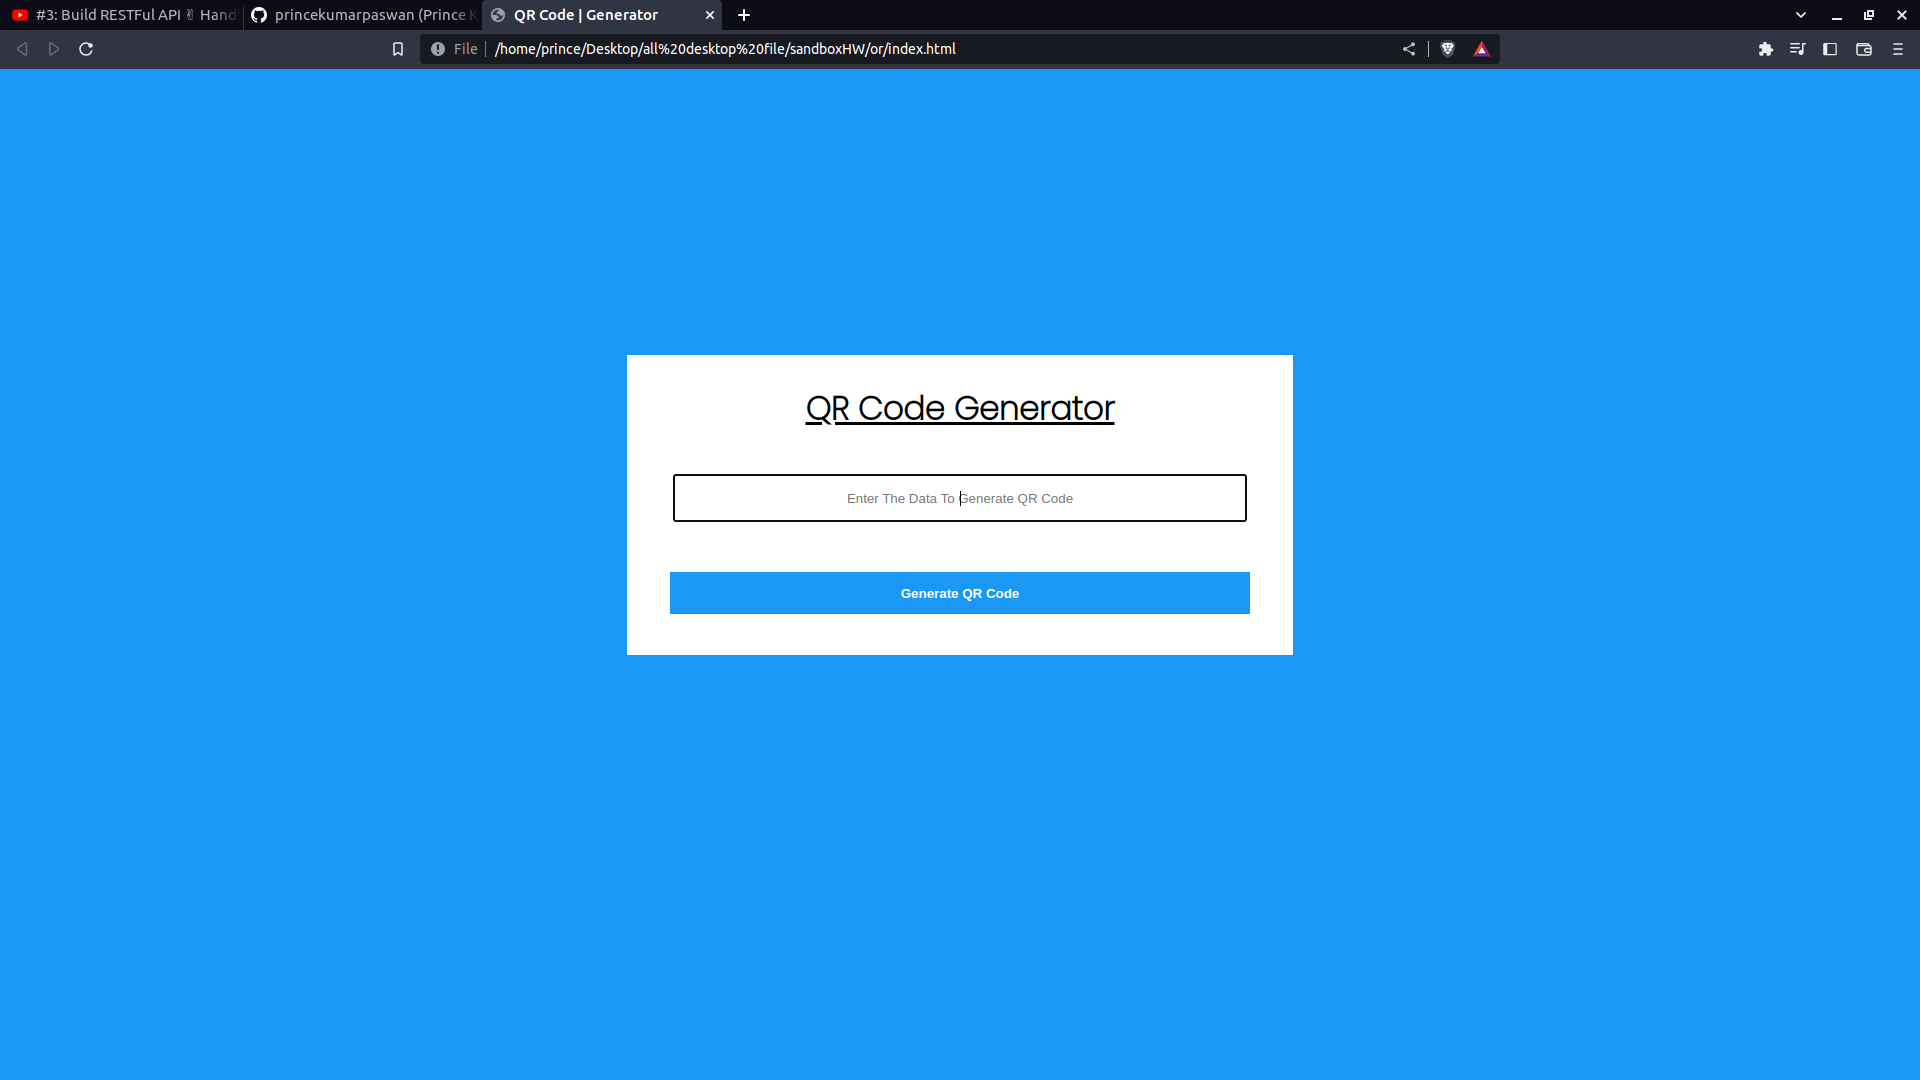 #3: Build RESTFul API ✌ Hand
princekumarpaswan (Prince K
QR Code | Generator
File
/home/prince/Desktop/all%20desktop%20file/sandboxHW/or/index.html
QR Code Generator
Enter The Data To Generate QR Code
Generate QR Code